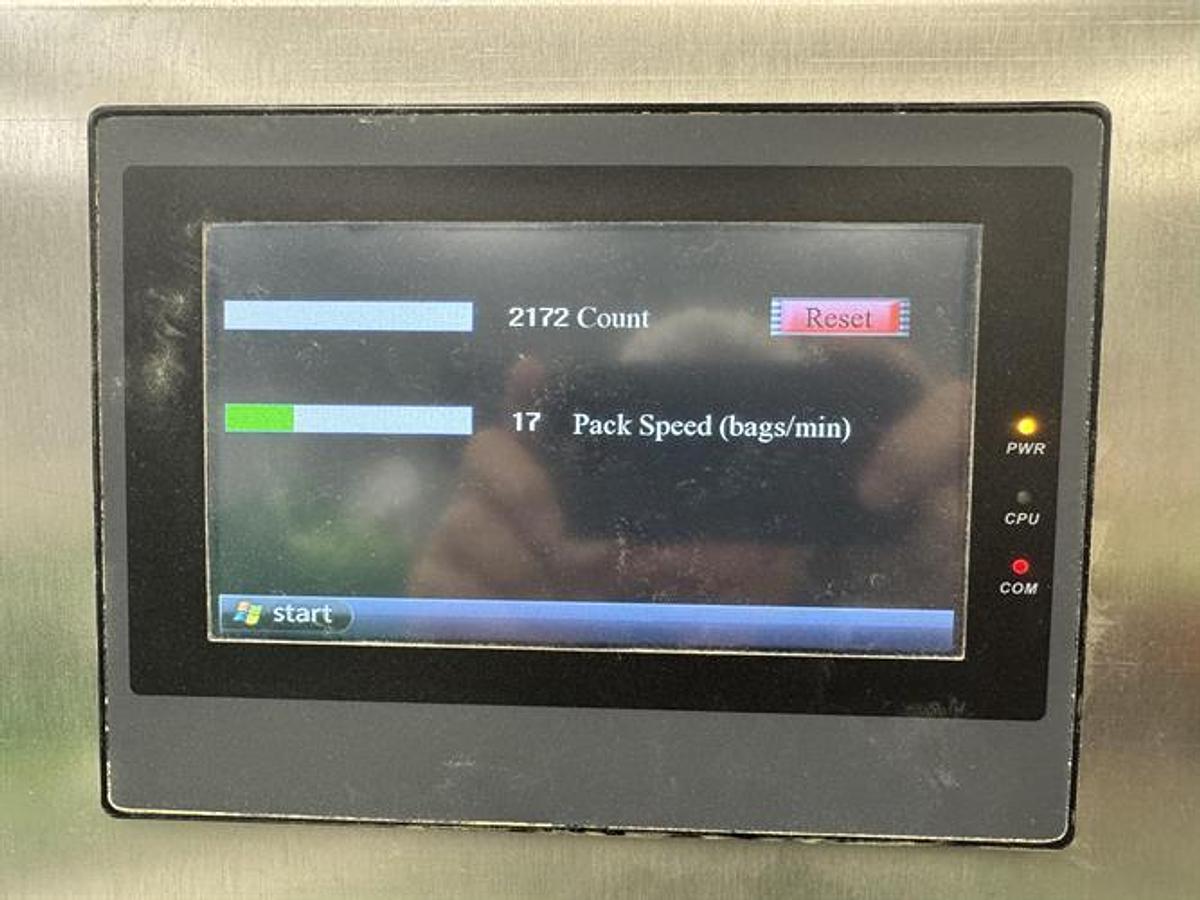 2172 Count
Reset
17 Pack Speed (bags/min)
PWR
CPU
COM
start